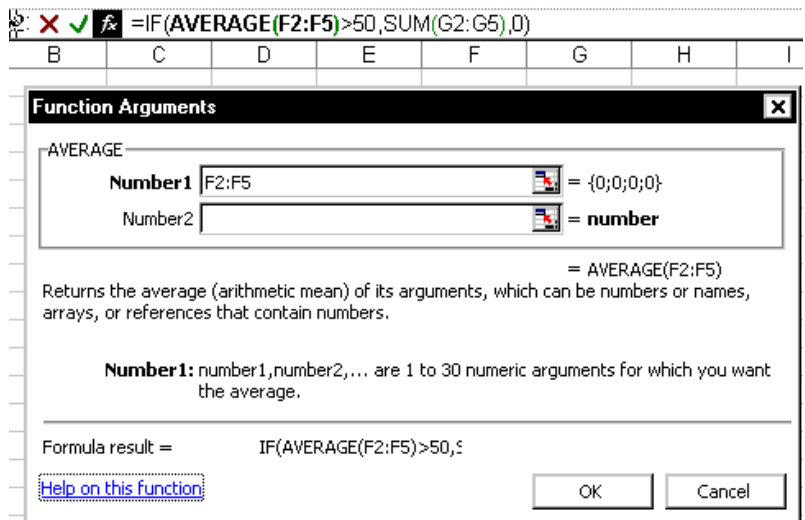 fx =IF(AVERAGE(F2:F5)>50,SUM(G2:G5),0)
B C D E F G H I
Function Arguments
AVERAGE
Number1 F2:F5 = {0;0;0;0}
Number2 = number
= AVERAGE(F2:F5)
Returns the average (arithmetic mean) of its arguments, which can be numbers or names,
arrays, or references that contain numbers.
Number1: number1,number2,... are 1 to 30 numeric arguments for which you want
the average.
Formula result = IF(AVERAGE(F2:F5)>50,S
Help on this function OK Cancel